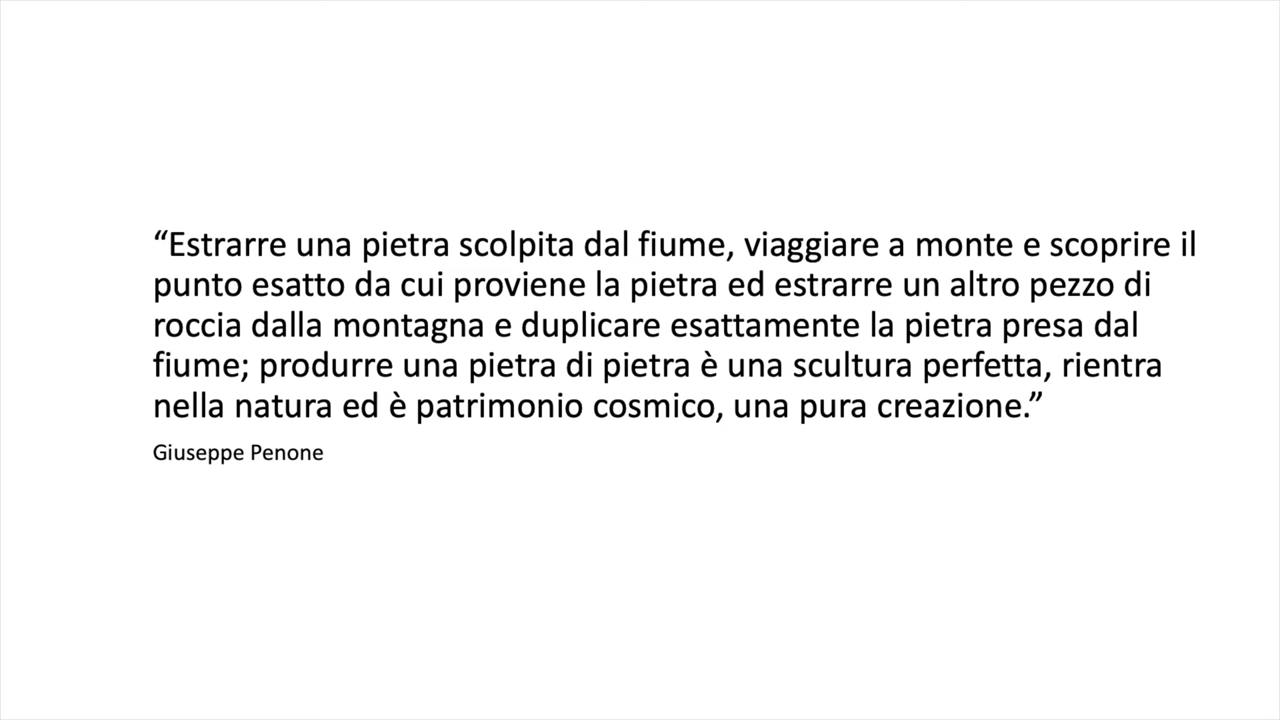 “Estrarre una pietra scolpita dal fiume, viaggiare a monte e scoprire il
punto esatto da cui proviene la pietra ed estrarre un altro pezzo di
roccia dalla montagna e duplicare esattamente la pietra presa dal
fiume; produrre una pietra di pietra è una scultura perfetta, rientra
nella natura ed è patrimonio cosmico, una pura creazione.”
Giuseppe Penone